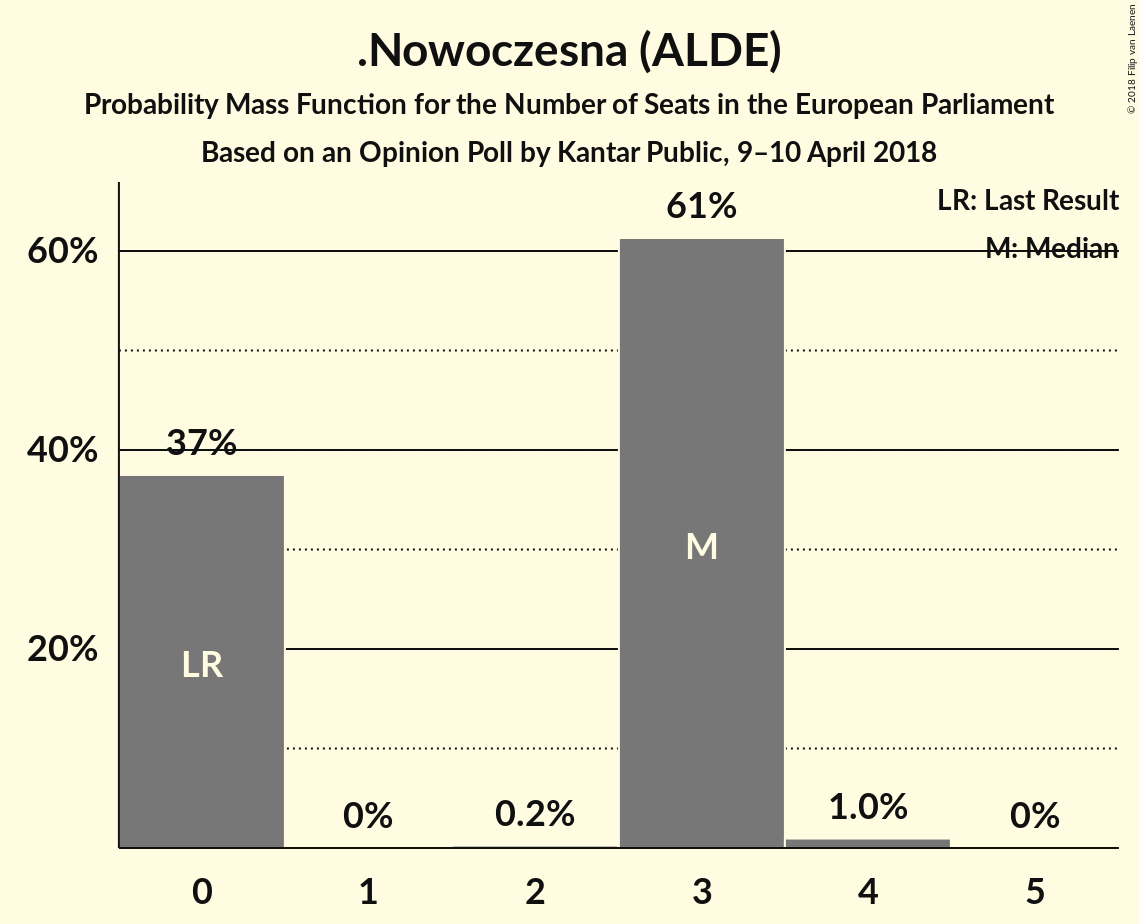 .Nowoczesna (ALDE)
Probability Mass Function for the Number of Seats in the European Parliament
Based on an Opinion Poll by Kantar Public, 9–10 April 2018
© 2018 Filip van Laenen
LR: Last Result
M: Median
60%
40%
20%
37%
0%
0.2%
61%
1.0%
0%
LR
M
0 1 2 3 4 5